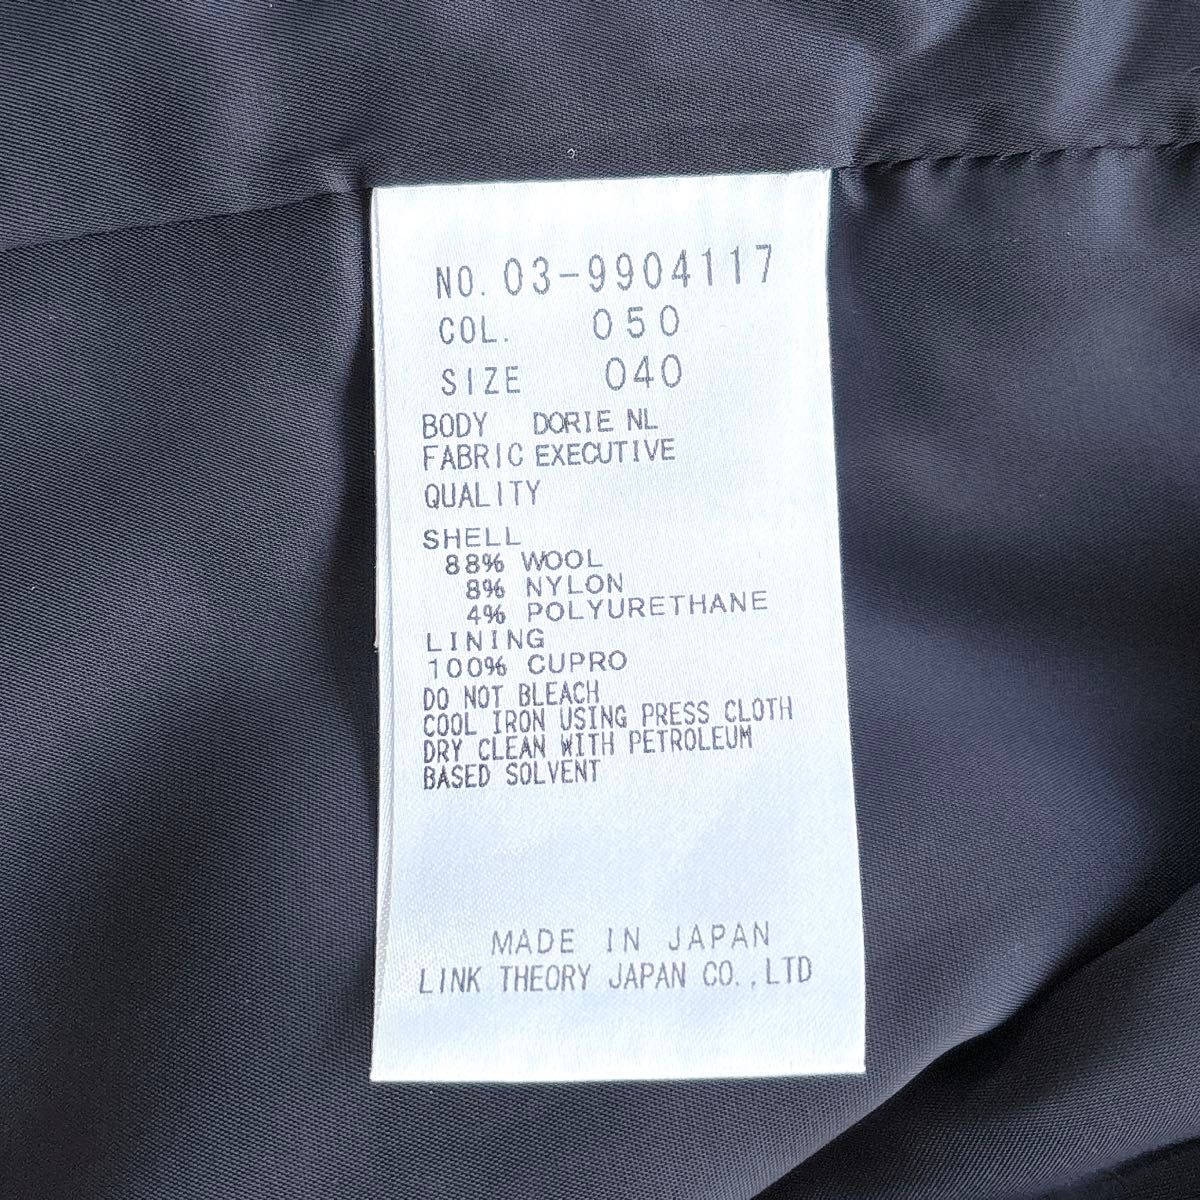 NO. 03-9904117
COL. 050
SIZE 040
BODY DORIE NL
FABRIC EXECUTIVE
QUALITY
SHELL
88% WOOL
8% NYLON
4% POLYURETHANE
LINING
100% CUPRO
DO NOT BLEACH
COOL IRON USING PRESS CLOTH
DRY CLEAN WITH PETROLEUM
BASED SOLVENT
MADE IN JAPAN
LINK THEORY JAPAN CO.,LTD